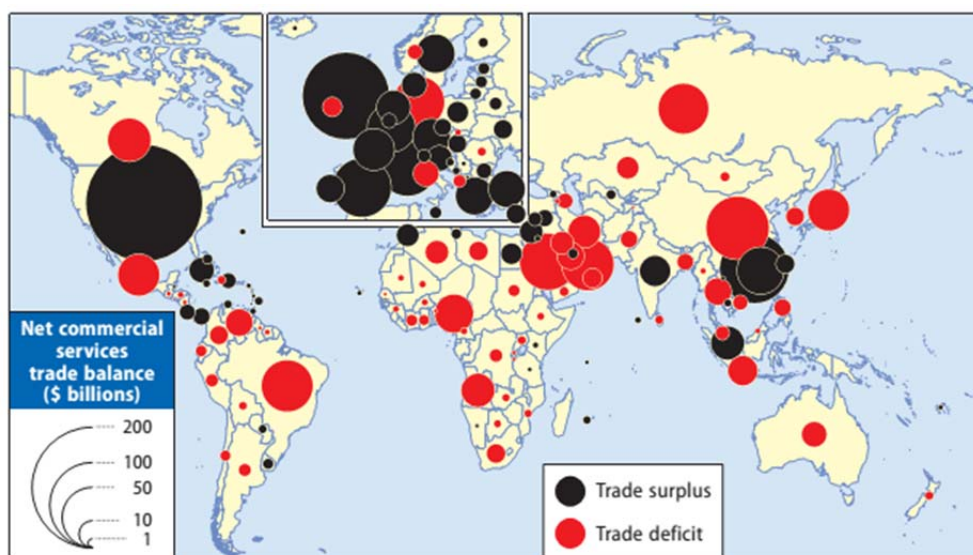 Net commercial
services
trade balance
($ billions)
200
100
50
10
1
Trade surplus
Trade deficit